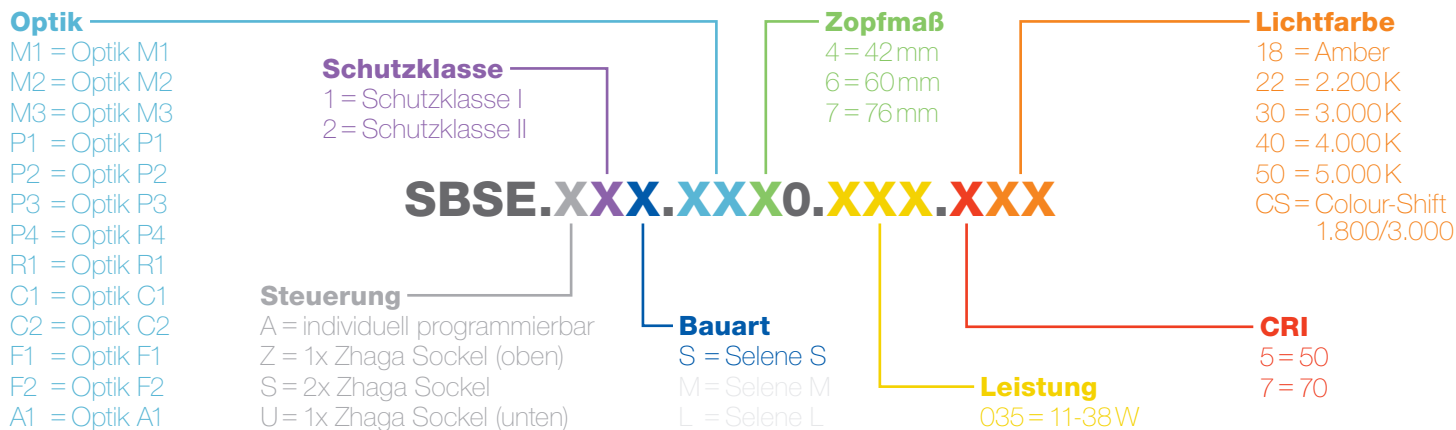 Optik
M1 = Optik M1
M2 = Optik M2
M3 = Optik M3
P1 = Optik P1
P2 = Optik P2
P3 = Optik P3
P4 = Optik P4
R1 = Optik R1
C1 = Optik C1
C2 = Optik C2
F1 = Optik F1
F2 = Optik F2
A1 = Optik A1
Schutzklasse
1 = Schutzklasse I
2 = Schutzklasse II
Zopfmaß
4 = 42 mm
6 = 60 mm
7 = 76 mm
Lichtfarbe
18 = Amber
22 = 2.200 K
30 = 3.000 K
40 = 4.000 K
50 = 5.000 K
CS = Colour-Shift
1.800/3.000
SBSE.XXX.XXX0.XXX.XXX
Steuerung
A = individuell programmierbar
Z = 1x Zhaga Sockel (oben)
S = 2x Zhaga Sockel
U = 1x Zhaga Sockel (unten)
Bauart
S = Selene S
M = Selene M
L = Selene L
Leistung
035 = 11-38 W
CRI
5 = 50
7 = 70